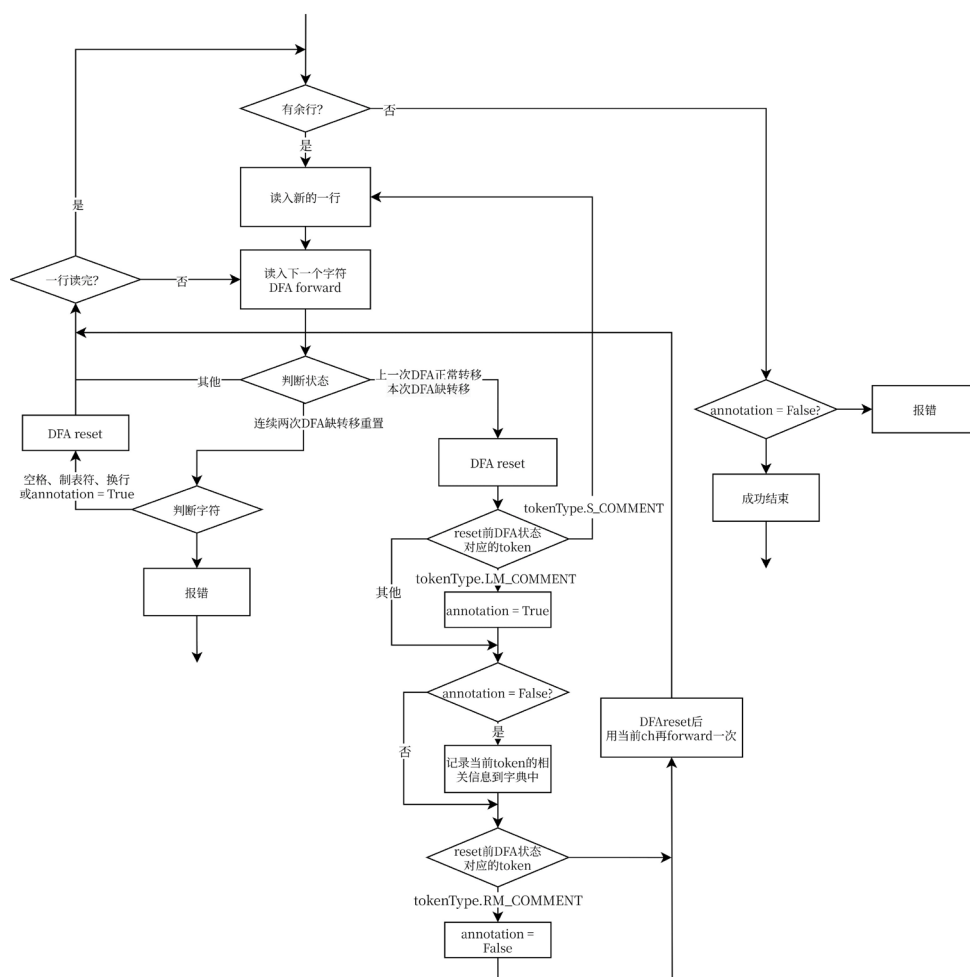 有余行?
否
是
读入新的一行
是
一行读完?
否
读入下一个字符
DFA forward
判断状态
其他
上一次DFA正常转移
本次DFA缺转移
annotation = False?
报错
连续两次DFA缺转移重置
DFA reset
DFA reset
空格、制表符、换行
或annotation = True
判断字符
成功结束
tokenType.S_COMMENT
reset前DFA状态
对应的token
tokenType.LM_COMMENT
报错
其他
annotation = True
annotation = False?
DFAreset后
用当前ch再forward一次
是
否
记录当前token的相
关信息到字典中
reset前DFA状态
对应的token
tokenType.RM_COMMENT
annotation =
False